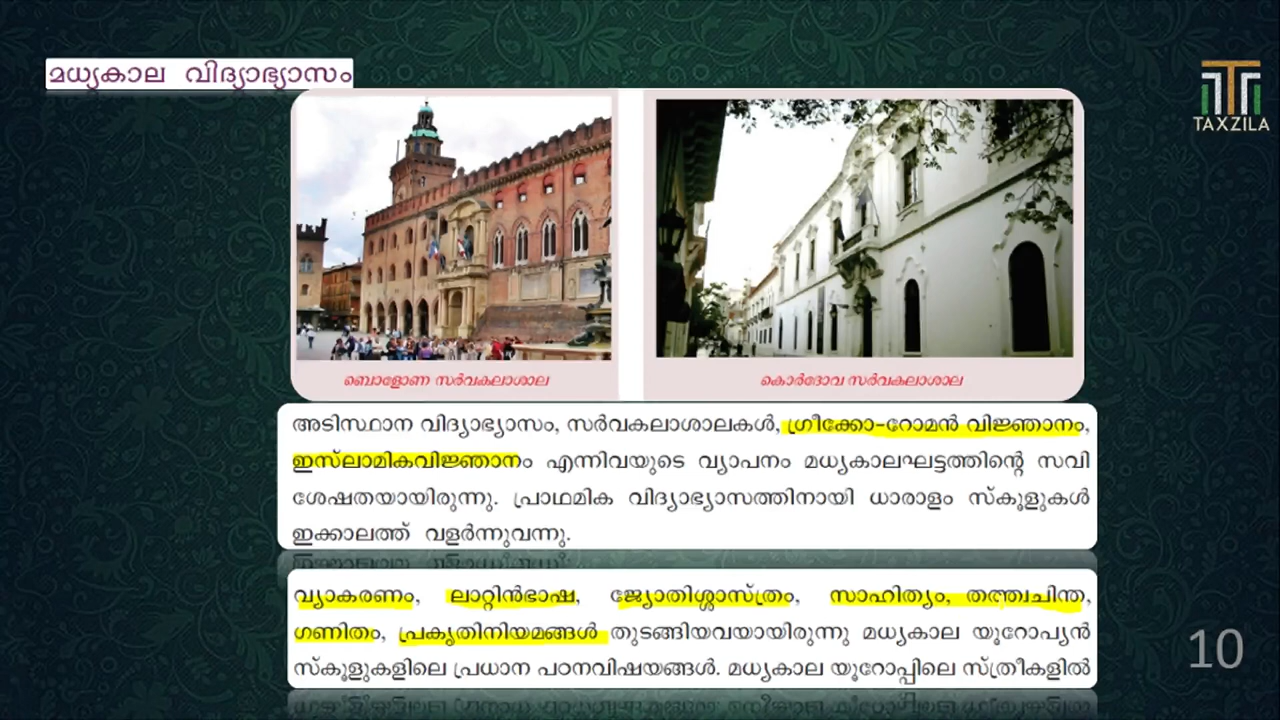 മധ്യകാല വിദ്യാഭ്യാസം
TAXZILA
ബൊളോണ സർവകലാശാല
കൊർദോവ സർവകലാശാല
അടിസ്ഥാന വിദ്യാഭ്യാസം, സർവകലാശാലകൾ, ഗ്രീക്കോ-റോമൻ വിജ്ഞാനം,
ഇസ്‌ലാമികവിജ്ഞാനം എന്നിവയുടെ വ്യാപനം മധ്യകാലഘട്ടത്തിന്റെ സവി
ശേഷതയായിരുന്നു. പ്രാഥമിക വിദ്യാഭ്യാസത്തിനായി ധാരാളം സ്കൂളുകൾ
ഇക്കാലത്ത് വളർന്നുവന്നു.
വ്യാകരണം, ലാറ്റിൻഭാഷ, ജ്യോതിശ്ശാസ്ത്രം, സാഹിത്യം, തത്ത്വചിന്ത,
ഗണിതം, പ്രകൃതിനിയമങ്ങൾ തുടങ്ങിയവയായിരുന്നു മധ്യകാല യൂറോപ്യൻ
സ്കൂളുകളിലെ പ്രധാന പഠനവിഷയങ്ങൾ. മധ്യകാല യൂറോപ്പിലെ സ്ത്രീകളിൽ
10